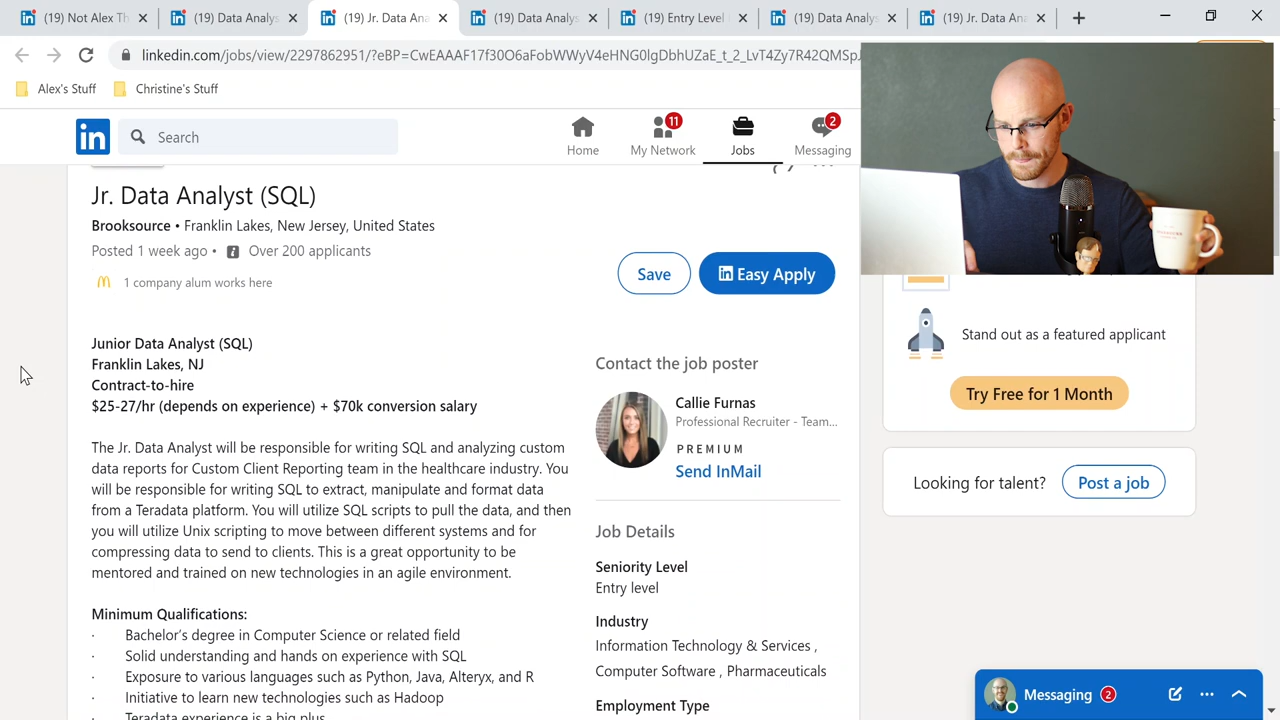 (19) Not Alex Th
(19) Data Analys
(19) Jr. Data Ana
(19) Data Analys
(19) Entry Level
(19) Data Analys
(19) Jr. Data Ana
linkedin.com/jobs/view/2297862951/?eBP=CwEAAAF17f30O6aFobWWyV4eHNG0lgDbhUZaE_t_2_LvT4Zy7R42QMSpJ
Alex's Stuff
Christine's Stuff
in
Search
11
2
Home
My Network
Jobs
Messaging
Jr. Data Analyst (SQL)
Brooksource • Franklin Lakes, New Jersey, United States
Posted 1 week ago • Over 200 applicants
1 company alum works here
Save
in Easy Apply
Junior Data Analyst (SQL)
Franklin Lakes, NJ
Contract-to-hire
$25-27/hr (depends on experience) + $70k conversion salary
The Jr. Data Analyst will be responsible for writing SQL and analyzing custom
data reports for Custom Client Reporting team in the healthcare industry. You
will be responsible for writing SQL to extract, manipulate and format data
from a Teradata platform. You will utilize SQL scripts to pull the data, and then
you will utilize Unix scripting to move between different systems and for
compressing data to send to clients. This is a great opportunity to be
mentored and trained on new technologies in an agile environment.
Minimum Qualifications:
· Bachelor's degree in Computer Science or related field
· Solid understanding and hands on experience with SQL
· Exposure to various languages such as Python, Java, Alteryx, and R
· Initiative to learn new technologies such as Hadoop
· Teradata experience is a big plus
Contact the job poster
Callie Furnas
Professional Recruiter - Team...
PREMIUM
Send InMail
Job Details
Seniority Level
Entry level
Industry
Information Technology & Services ,
Computer Software , Pharmaceuticals
Employment Type
Stand out as a featured applicant
Try Free for 1 Month
Looking for talent?
Post a job
Messaging 2